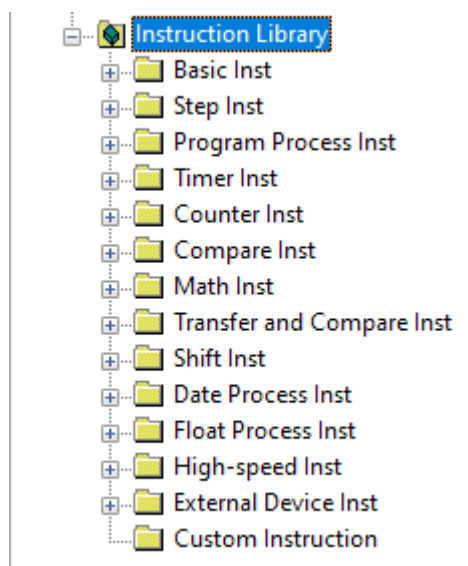 Instruction Library
Basic Inst
Step Inst
Program Process Inst
Timer Inst
Counter Inst
Compare Inst
Math Inst
Transfer and Compare Inst
Shift Inst
Date Process Inst
Float Process Inst
High-speed Inst
External Device Inst
Custom Instruction